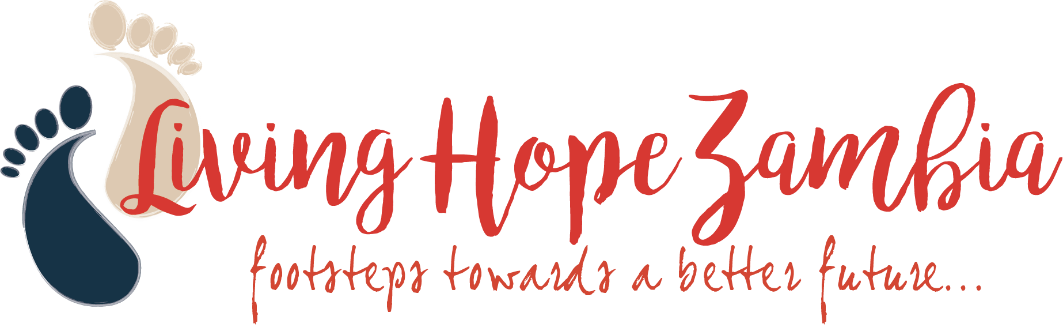 Living Hope Zambia
footsteps towards a better future...